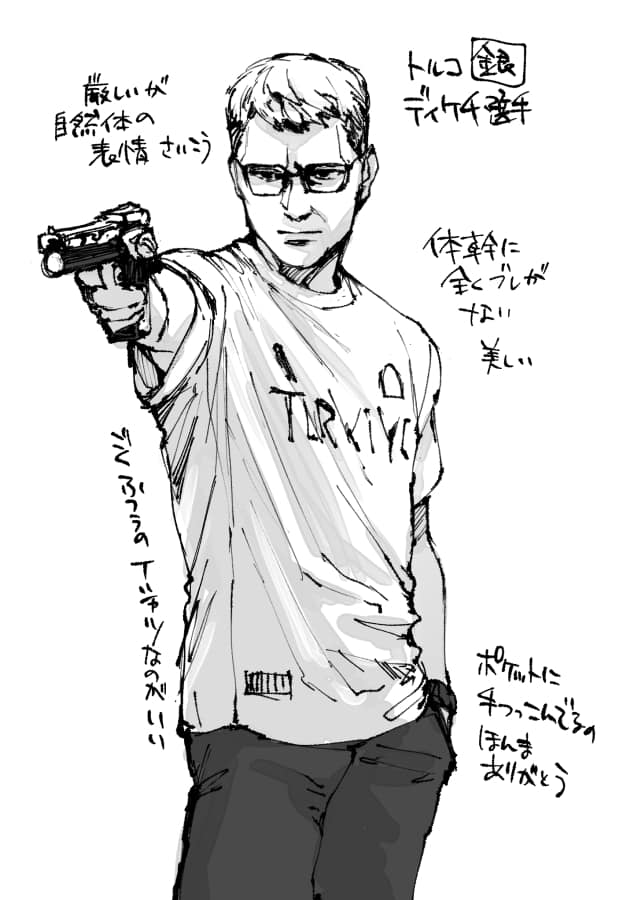 トルコ 銀
ディケチ選手
厳しいが
自然体の
表情 さいこう
体幹に
全くブレが
ない
美しい
TURKIYE
ごくふつうの Tシャツなのがいい
ポケットに
手つっこんでるの
ほんま
ありがとう